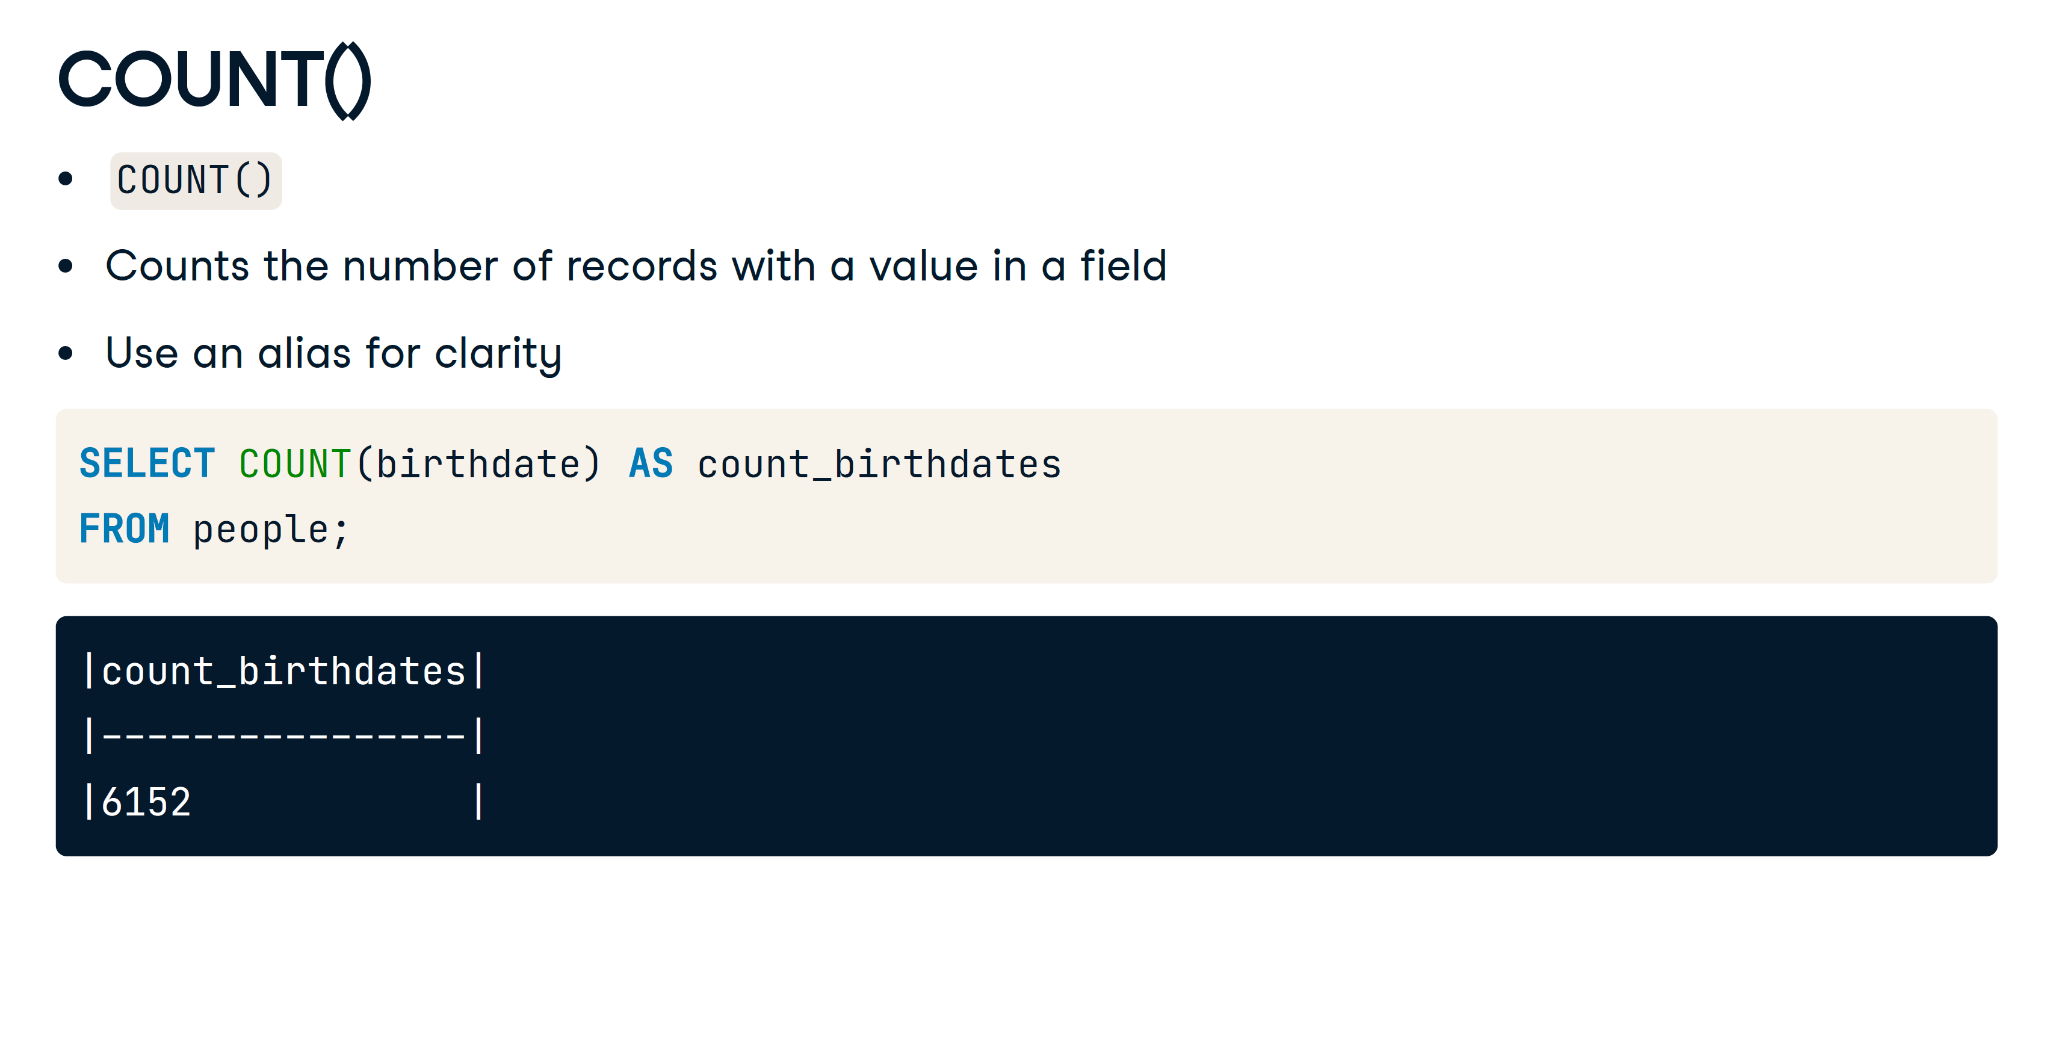 COUNT()
• COUNT()
• Counts the number of records with a value in a field
• Use an alias for clarity
SELECT COUNT(birthdate) AS count_birthdates
FROM people;
|count_birthdates|
|----------------|
|6152            |